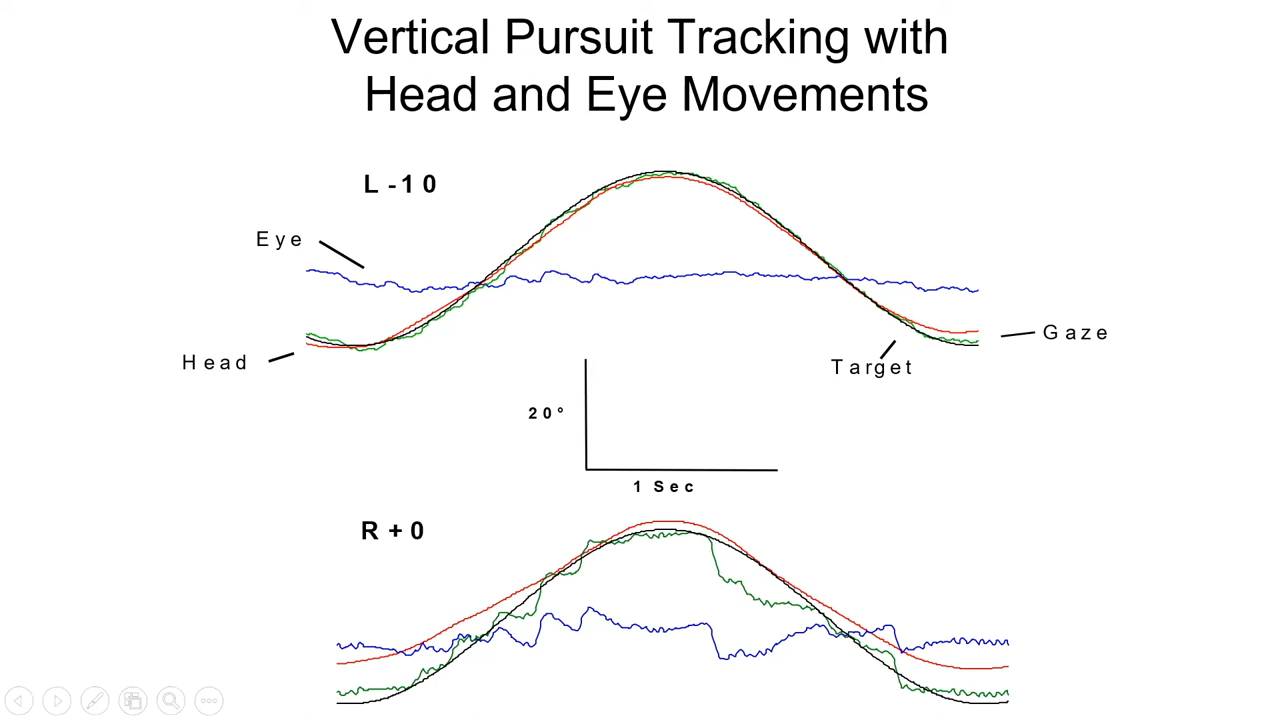 Vertical Pursuit Tracking with
Head and Eye Movements
L -10
Eye
Head
Gaze
Target
20°
1 Sec
R +0